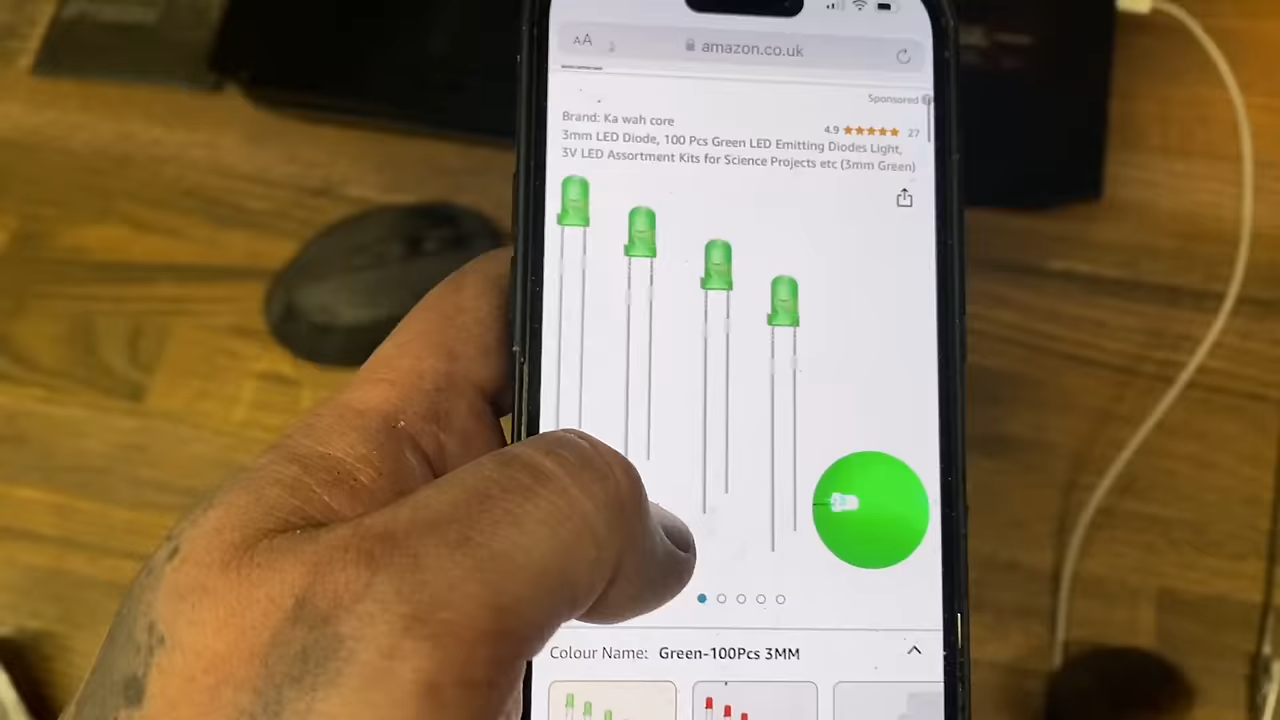 AA amazon.co.uk
Sponsored
Brand: Ka wah core
4.9 27
3mm LED Diode, 100 Pcs Green LED Emitting Diodes Light,
3V LED Assortment Kits for Science Projects etc (3mm Green)
Colour Name: Green-100Pcs 3MM